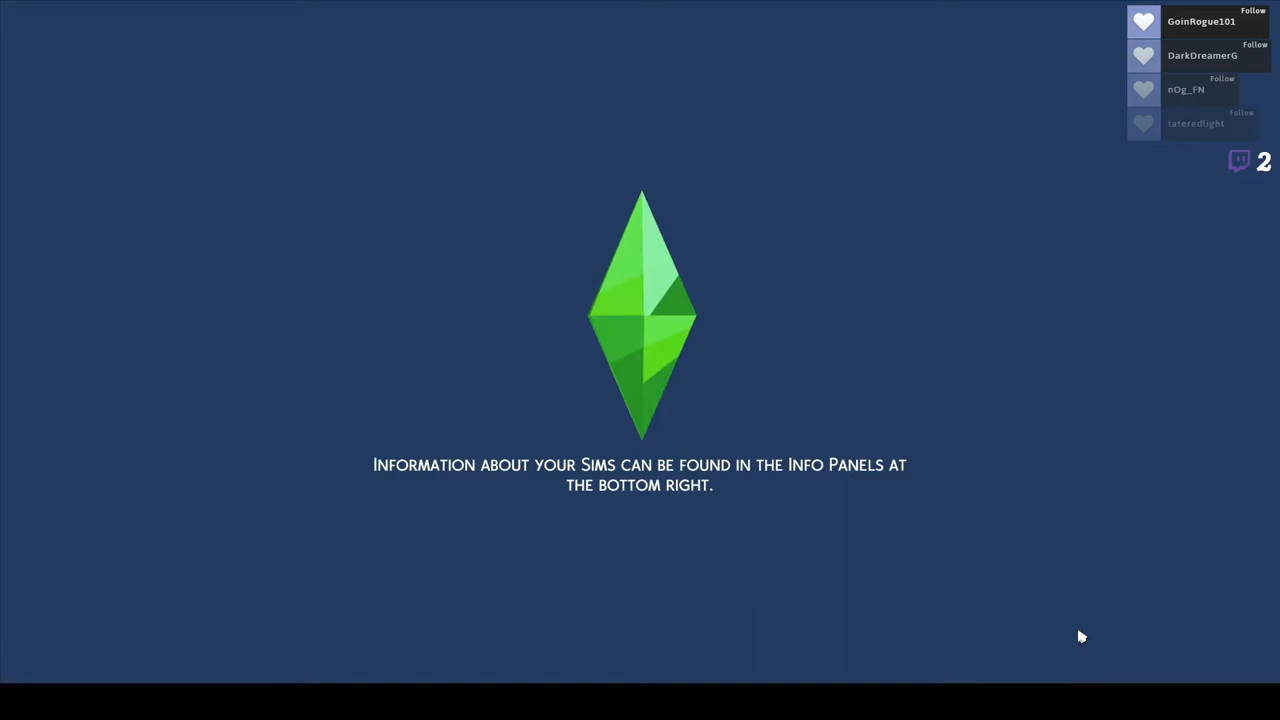 Follow
GoinRogue101
Follow
DarkDreamerG
Follow
nOg_FN
Follow
tateredlight
2
INFORMATION ABOUT YOUR SIMS CAN BE FOUND IN THE INFO PANELS AT
THE BOTTOM RIGHT.